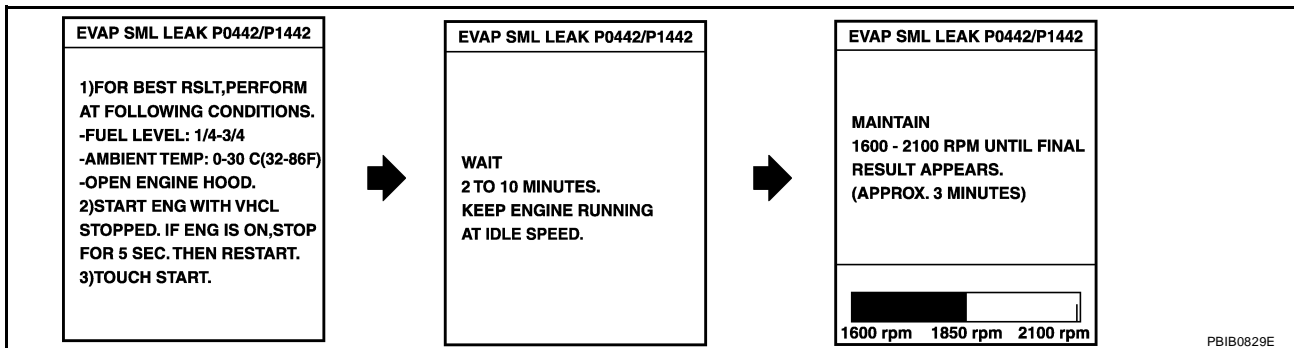 EVAP SML LEAK P0442/P1442
1)FOR BEST RSLT,PERFORM
AT FOLLOWING CONDITIONS.
-FUEL LEVEL: 1/4-3/4
-AMBIENT TEMP: 0-30 C(32-86F)
-OPEN ENGINE HOOD.
2)START ENG WITH VHCL
STOPPED. IF ENG IS ON,STOP
FOR 5 SEC. THEN RESTART.
3)TOUCH START.
EVAP SML LEAK P0442/P1442
WAIT
2 TO 10 MINUTES.
KEEP ENGINE RUNNING
AT IDLE SPEED.
EVAP SML LEAK P0442/P1442
MAINTAIN
1600 - 2100 RPM UNTIL FINAL
RESULT APPEARS.
(APPROX. 3 MINUTES)
1600 rpm 1850 rpm 2100 rpm
PBIB0829E